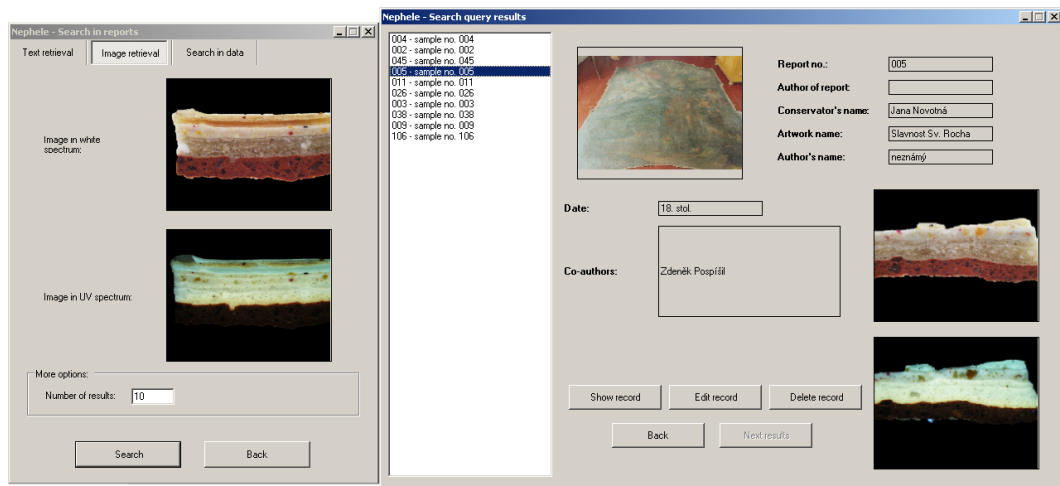 Nephele - Search in reports
Text retrieval
Image retrieval
Search in data
Image in white
spectrum:
Image in UV spectrum:
More options:
Number of results:
10
Search
Back
Nephele - Search query results
004 - sample no. 004
002 - sample no. 002
045 - sample no. 045
005 - sample no. 005
011 - sample no. 011
026 - sample no. 026
003 - sample no. 003
038 - sample no. 038
009 - sample no. 009
106 - sample no. 106
Report no.:
005
Author of report:
Conservator's name:
Jana Novotná
Artwork name:
Slavnost Sv. Rocha
Author's name:
neznámý
Date:
18. stol.
Co-authors:
Zdeněk Pospíšil
Show record
Edit record
Delete record
Back
Next results